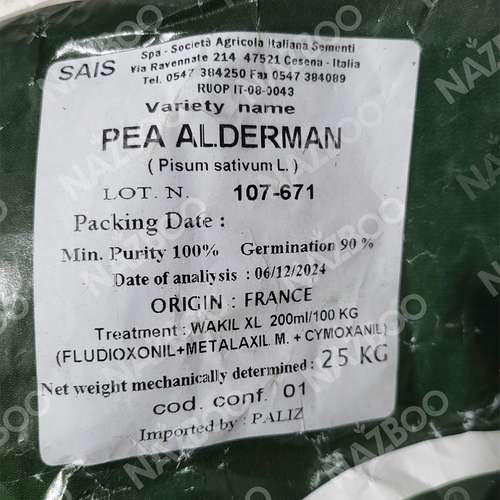 SAIS
Spa - Società Agricola Italiana Sementi
Via Ravennate 214 47521 Cesena - Italia
Tel. 0547 384250 Fax 0547 384089
RUOP IT-08-0043
Variety name
PEA ALDERMAN
( Pisum sativum L. )
LOT. N. 107-671
Packing Date :
Min. Purity 100% Germination 90 %
Date of analiysis : 06/12/2024
ORIGIN : FRANCE
Treatment : WAKIL XL 200ml/100 KG
(FLUDIOXONIL+METALAXIL M. + CYMOXANIL)
Net weight mechanically determined : 25 KG
cod. conf. 01
Imported by : PALIZ
NAZBOO